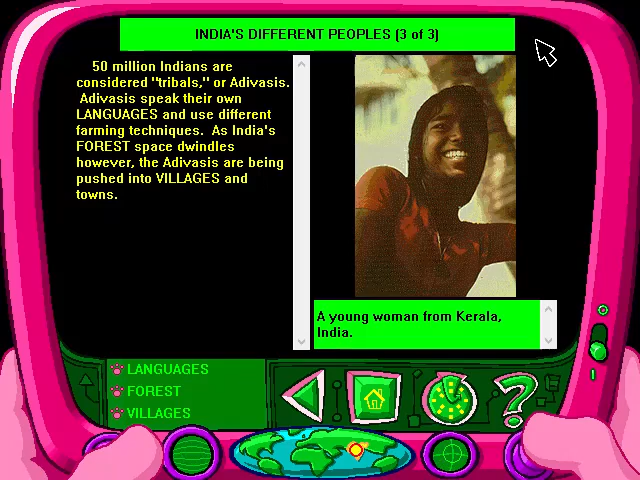 INDIA'S DIFFERENT PEOPLES (3 of 3)
50 million Indians are
considered "tribals," or Adivasis.
Adivasis speak their own
LANGUAGES and use different
farming techniques.  As India's
FOREST space dwindles
however, the Adivasis are being
pushed into VILLAGES and
towns.
A young woman from Kerala,
India.
LANGUAGES
FOREST
VILLAGES